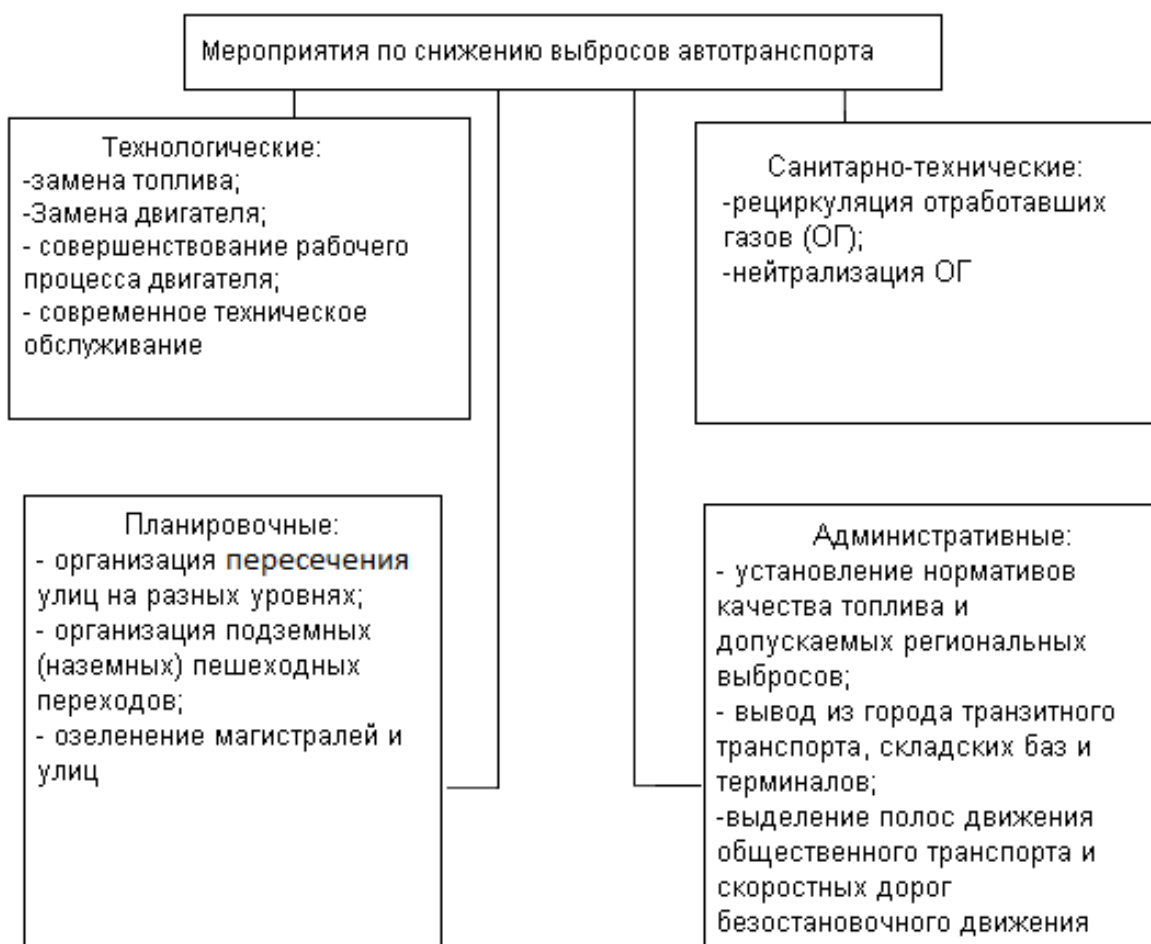 Мероприятия по снижению выбросов автотранспорта
Технологические:
-замена топлива;
-Замена двигателя;
- совершенствование рабочего
процесса двигателя;
- современное техническое
обслуживание
Санитарно-технические:
-рециркуляция отработавших
газов (ОГ);
-нейтрализация ОГ
Планировочные:
- организация пересечения
улиц на разных уровнях;
- организация подземных
(наземных) пешеходных
переходов;
- озеленение магистралей и
улиц
Административные:
- установление нормативов
качества топлива и
допускаемых региональных
выбросов;
- вывод из города транзитного
транспорта, складских баз и
терминалов;
-выделение полос движения
общественного транспорта и
скоростных дорог
безостановочного движения